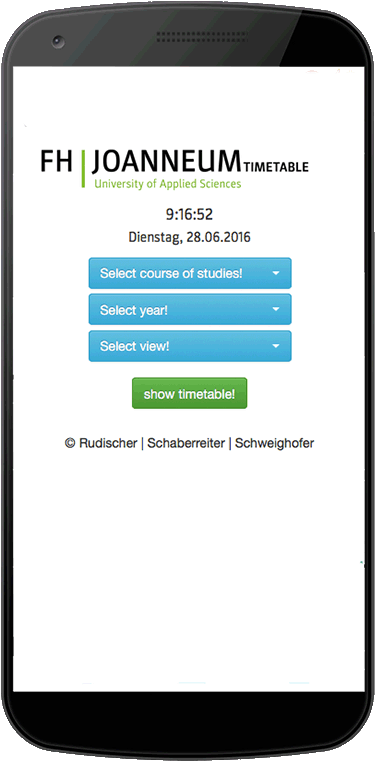 FH | JOANNEUM TIMETABLE
University of Applied Sciences
9:16:52
Dienstag, 28.06.2016
Select course of studies!
Select year!
Select view!
show timetable!
© Rudischer | Schaberreiter | Schweighofer